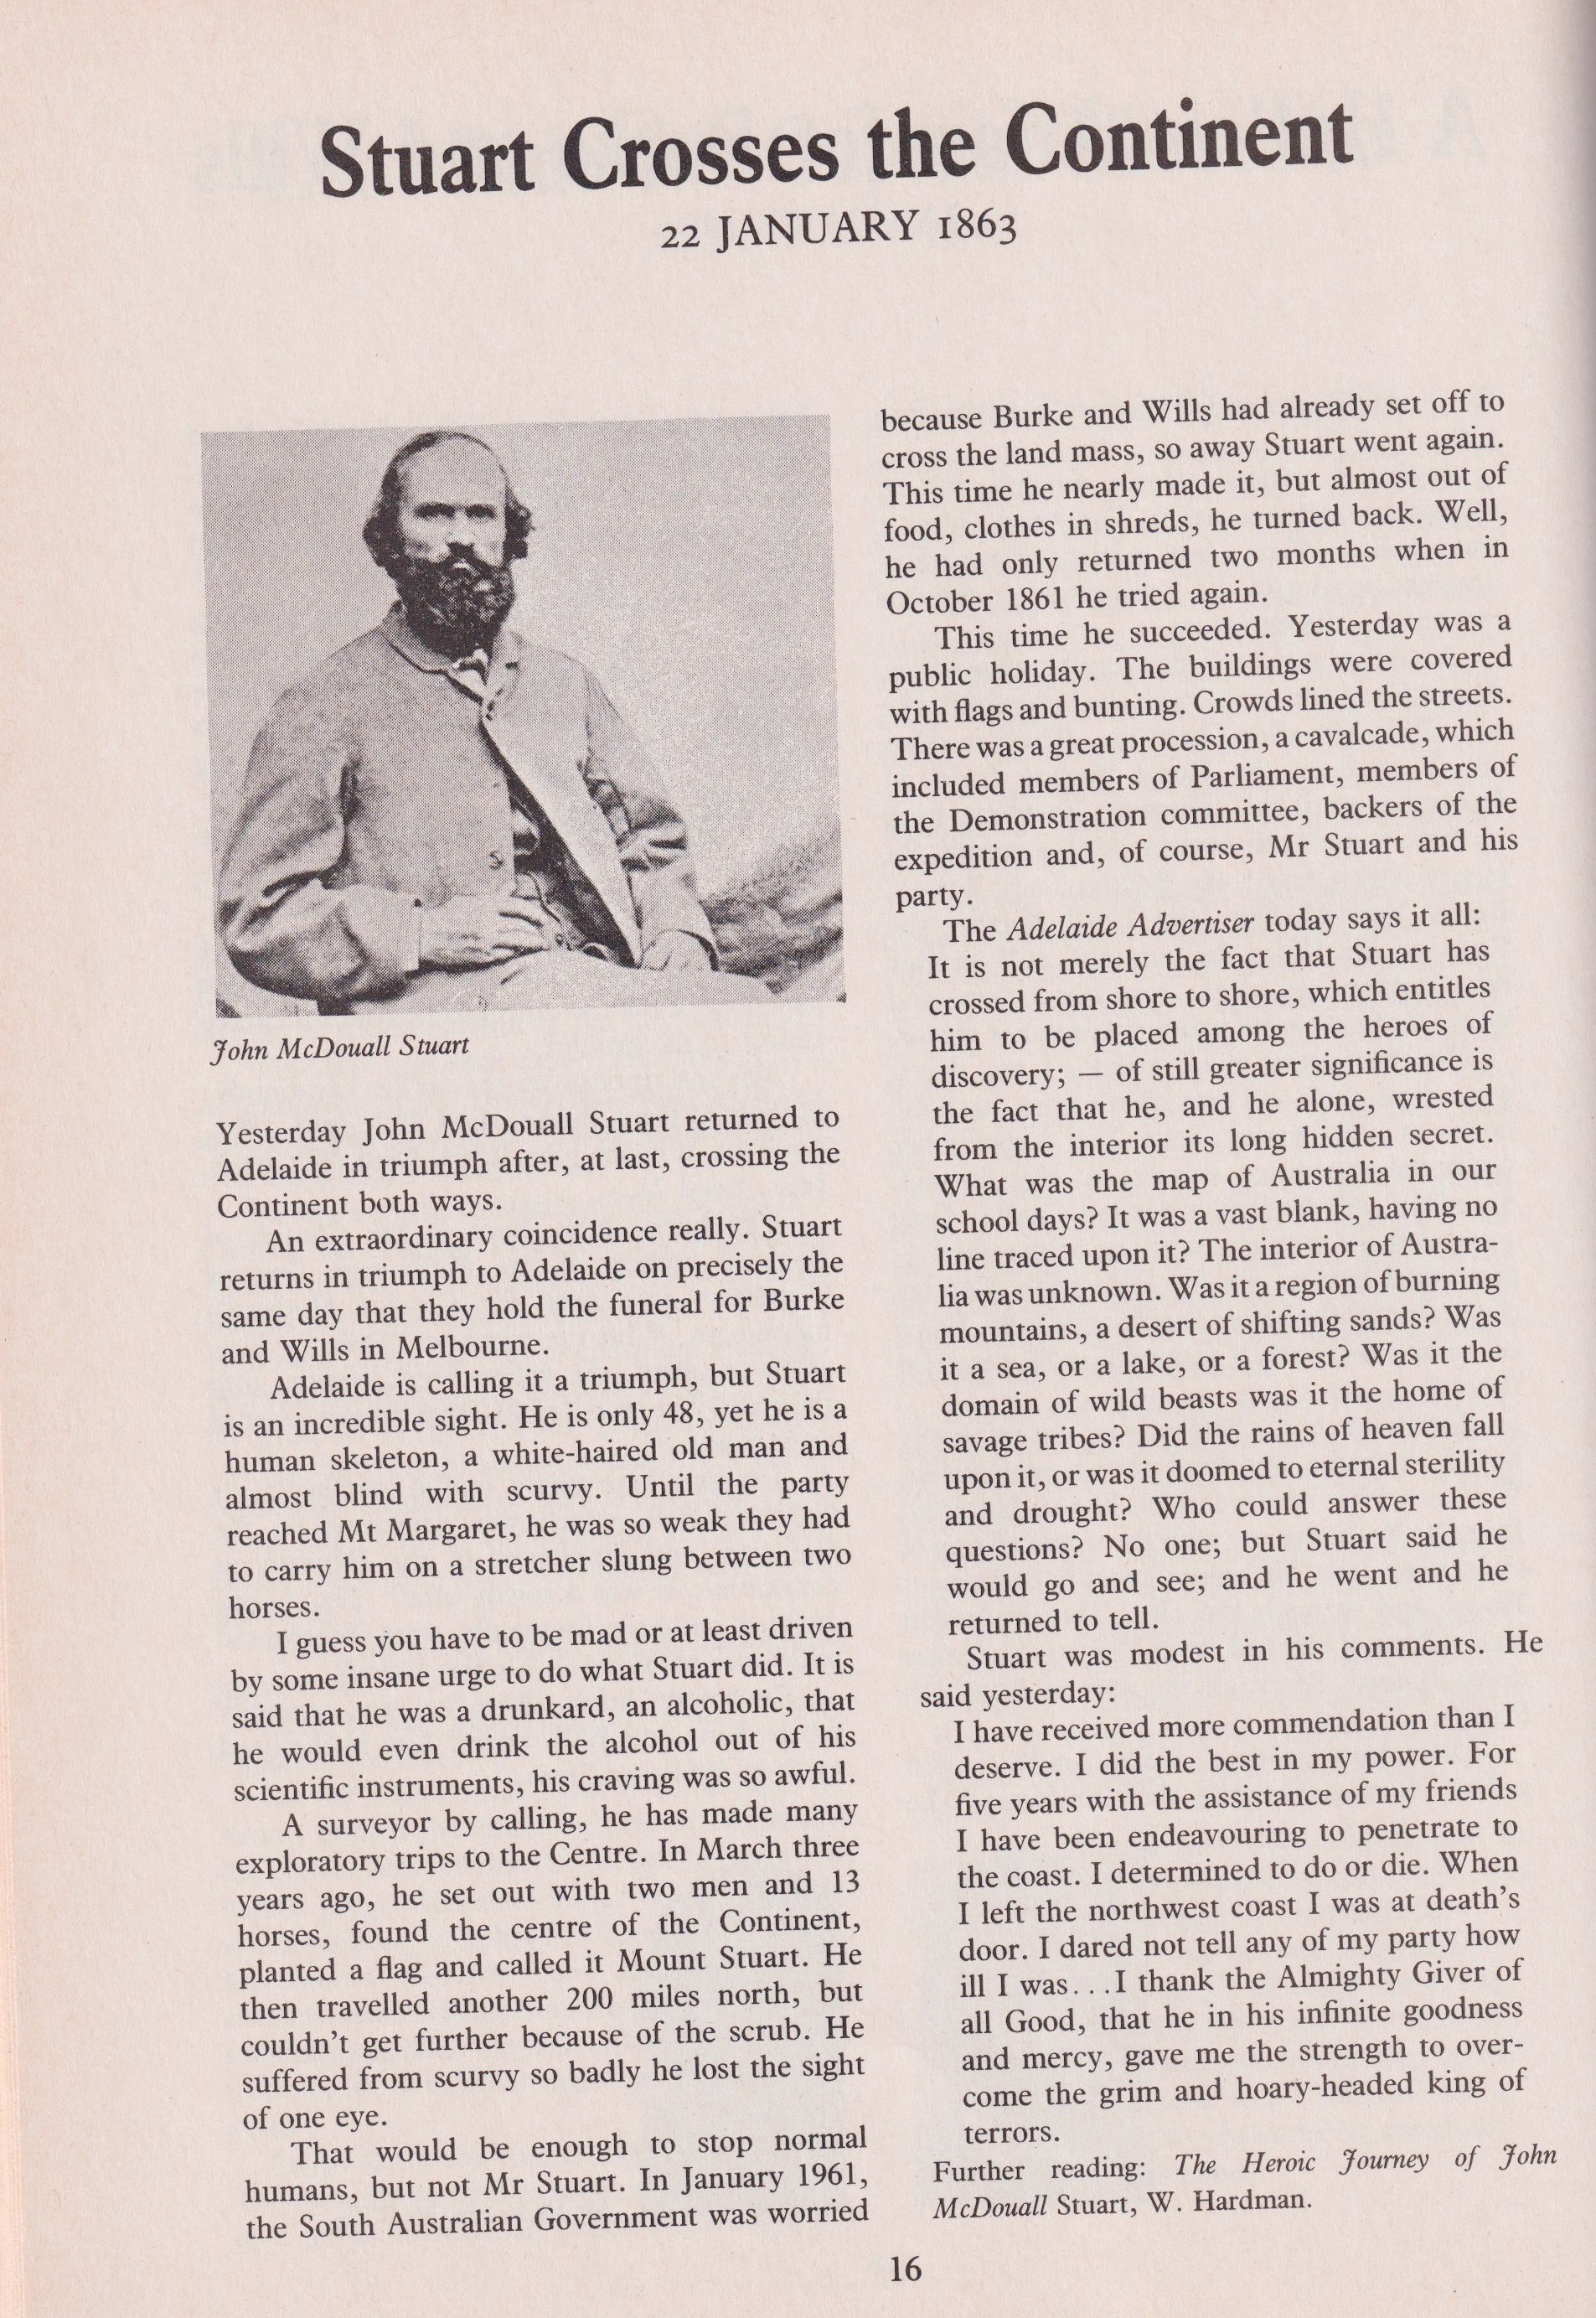 Stuart Crosses the Continent
22 JANUARY 1863
John McDouall Stuart
Yesterday John McDouall Stuart returned to
Adelaide in triumph after, at last, crossing the
Continent both ways.
An extraordinary coincidence really. Stuart
returns in triumph to Adelaide on precisely the
same day that they hold the funeral for Burke
and Wills in Melbourne.
Adelaide is calling it a triumph, but Stuart
is an incredible sight. He is only 48, yet he is a
human skeleton, a white-haired old man and
almost blind with scurvy. Until the party
reached Mt Margaret, he was so weak they had
to carry him on a stretcher slung between two
horses.
I guess you have to be mad or at least driven
by some insane urge to do what Stuart did. It is
said that he was a drunkard, an alcoholic, that
he would even drink the alcohol out of his
scientific instruments, his craving was so awful.
A surveyor by calling, he has made many
exploratory trips to the Centre. In March three
years ago, he set out with two men and 13
horses, found the centre of the Continent,
planted a flag and called it Mount Stuart. He
then travelled another 200 miles north, but
couldn't get further because of the scrub. He
suffered from scurvy so badly he lost the sight
of one eye.
That would be enough to stop normal
humans, but not Mr Stuart. In January 1961,
the South Australian Government was worried
because Burke and Wills had already set off to
cross the land mass, so away Stuart went again.
This time he nearly made it, but almost out of
food, clothes in shreds, he turned back. Well,
he had only returned two months when in
October 1861 he tried again.
This time he succeeded. Yesterday was a
public holiday. The buildings were covered
with flags and bunting. Crowds lined the streets.
There was a great procession, a cavalcade, which
included members of Parliament, members of
the Demonstration committee, backers of the
expedition and, of course, Mr Stuart and his
party.
The Adelaide Advertiser today says it all:
It is not merely the fact that Stuart has
crossed from shore to shore, which entitles
him to be placed among the heroes of
discovery; — of still greater significance is
the fact that he, and he alone, wrested
from the interior its long hidden secret.
What was the map of Australia in our
school days? It was a vast blank, having no
line traced upon it? The interior of Austra-
lia was unknown. Was it a region of burning
mountains, a desert of shifting sands? Was
it a sea, or a lake, or a forest? Was it the
domain of wild beasts was it the home of
savage tribes? Did the rains of heaven fall
upon it, or was it doomed to eternal sterility
and drought? Who could answer these
questions? No one; but Stuart said he
would go and see; and he went and he
returned to tell.
Stuart was modest in his comments. He
said yesterday:
I have received more commendation than I
deserve. I did the best in my power. For
five years with the assistance of my friends
I have been endeavouring to penetrate to
the coast. I determined to do or die. When
I left the northwest coast I was at death's
door. I dared not tell any of my party how
ill I was...I thank the Almighty Giver of
all Good, that he in his infinite goodness
and mercy, gave me the strength to over-
come the grim and hoary-headed king of
terrors.
Further reading: The Heroic Journey of John
McDouall Stuart, W. Hardman.
16